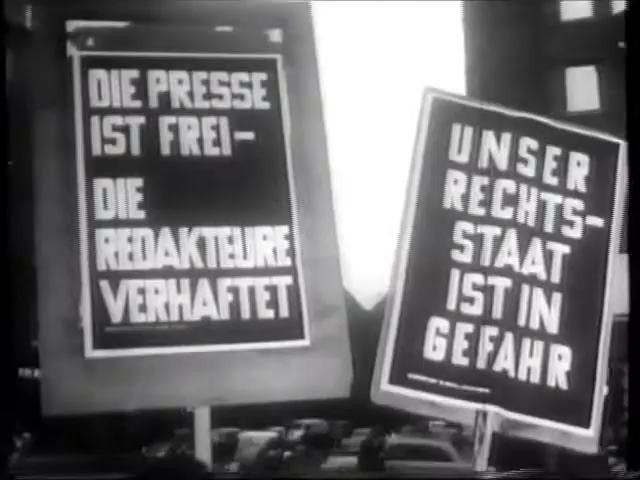 DIE PRESSE
IST FREI-
DIE
REDAKTEURE
VERHAFTET
UNSER
RECHTS-
STAAT
IST IN
GEFAHR